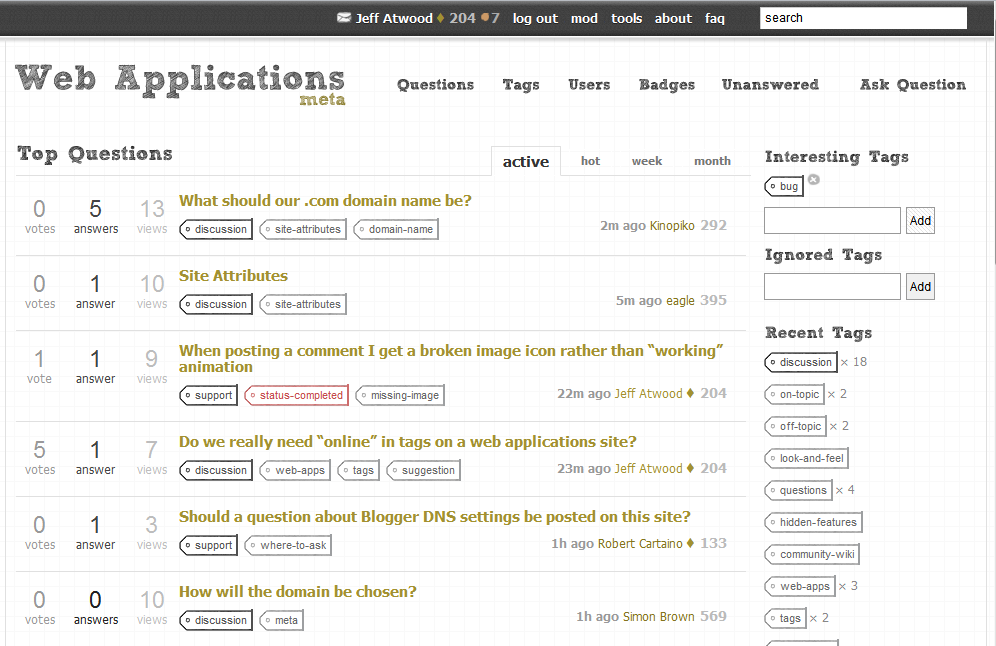 Jeff Atwood ♦ 204 ●7 log out mod tools about faq search
Web Applications
meta
Questions Tags Users Badges Unanswered Ask Question
Top Questions
active hot week month
0 votes 5 answers 13 views
What should our .com domain name be?
discussion site-attributes domain-name
2m ago Kinopiko 292
0 votes 1 answer 10 views
Site Attributes
discussion site-attributes
5m ago eagle 395
1 vote 1 answer 9 views
When posting a comment I get a broken image icon rather than “working”
animation
support status-completed missing-image
22m ago Jeff Atwood ♦ 204
5 votes 1 answer 7 views
Do we really need “online” in tags on a web applications site?
discussion web-apps tags suggestion
23m ago Jeff Atwood ♦ 204
0 votes 1 answer 3 views
Should a question about Blogger DNS settings be posted on this site?
support where-to-ask
1h ago Robert Cartaino ♦ 133
0 votes 0 answers 10 views
How will the domain be chosen?
discussion meta
1h ago Simon Brown 569
Interesting Tags
bug
Add
Ignored Tags
Add
Recent Tags
discussion × 18
on-topic × 2
off-topic × 2
look-and-feel
questions × 4
hidden-features
community-wiki
web-apps × 3
tags × 2